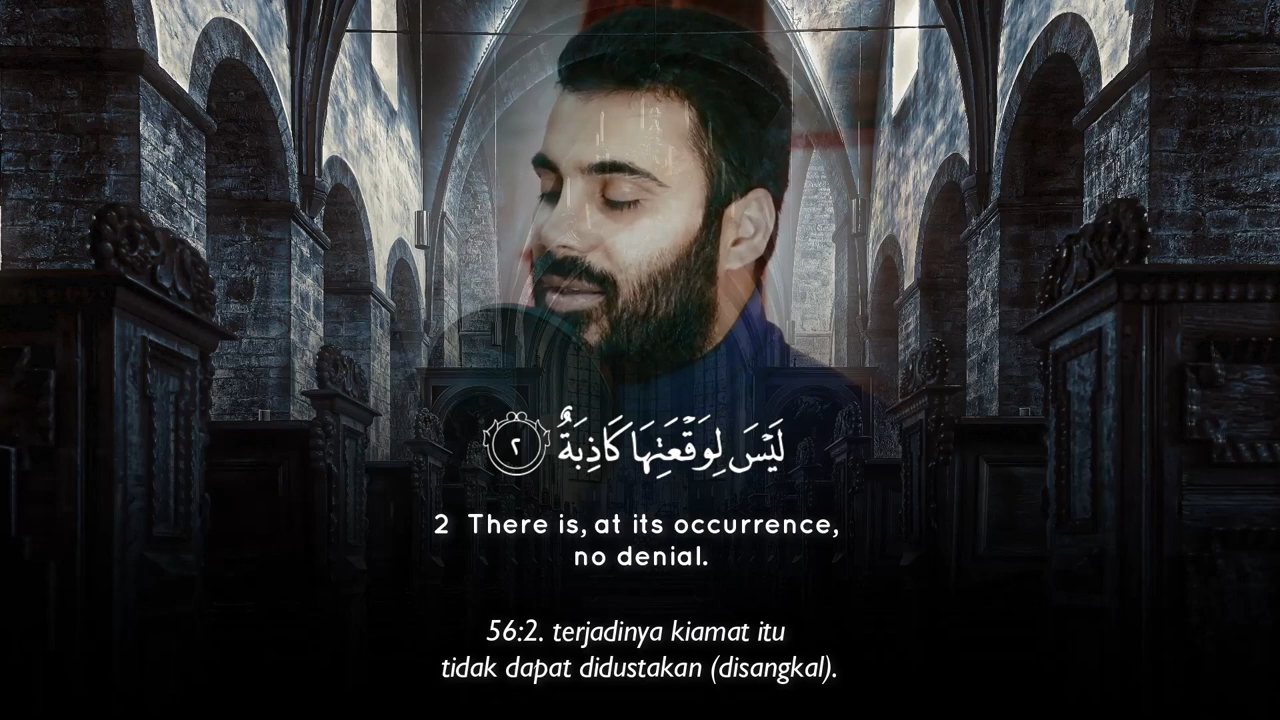 لَيْسَ لِوَقْعَتِهَا كَاذِبَةٌ ٢
2 There is, at its occurrence,
no denial.
56:2. terjadinya kiamat itu
tidak dapat didustakan (disangkal).